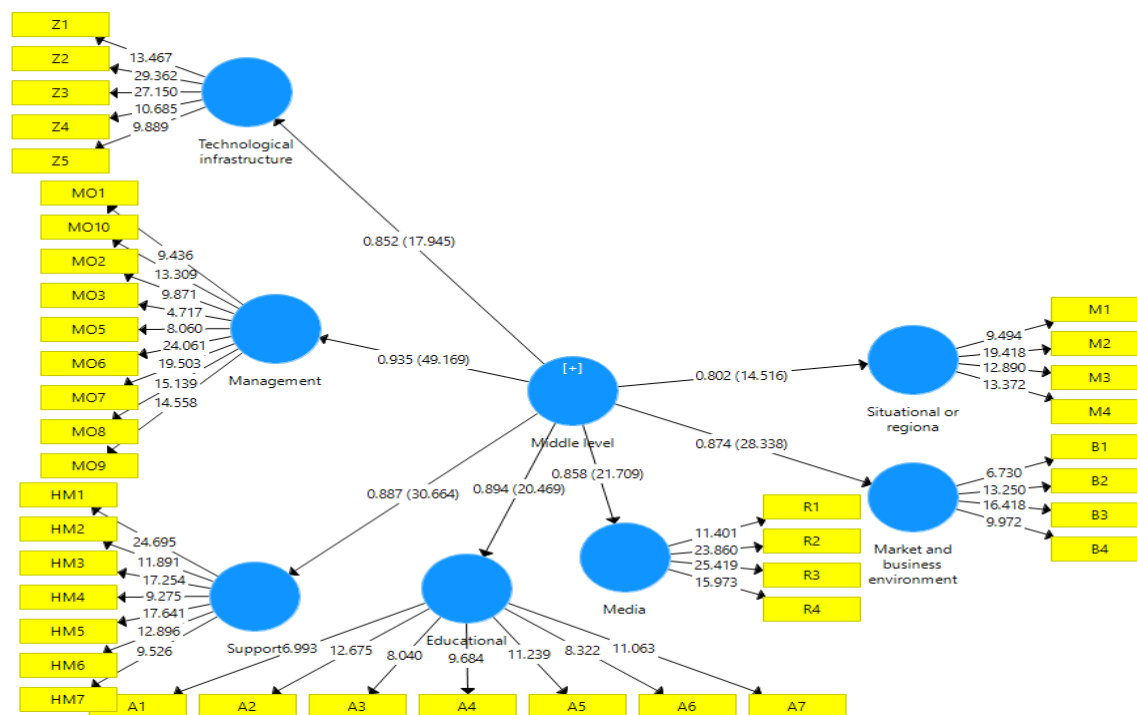 Z1
Z2
Z3
Z4
Z5
13.467
29.362
27.150
10.685
9.889
Technological
infrastructure
MO1
MO10
MO2
MO3
MO5
MO6
MO7
MO8
MO9
9.436
13.309
9.871
4.717
8.060
24.061
19.503
15.139
14.558
Management
0.852 (17.945)
0.935 (49.169)
[+]
Middle level
0.802 (14.516)
0.874 (28.338)
0.887 (30.664)
0.894 (20.469)
0.858 (21.709)
9.494
19.418
12.890
13.372
Situational or
regiona
M1
M2
M3
M4
6.730
13.250
16.418
9.972
Market and
business
environment
B1
B2
B3
B4
11.401
23.860
25.419
15.973
Media
R1
R2
R3
R4
HM1
HM2
HM3
HM4
HM5
HM6
HM7
24.695
11.891
17.254
9.275
17.641
12.896
9.526
Support
Educational
6.993
12.675
8.040
9.684
11.239
8.322
11.063
A1
A2
A3
A4
A5
A6
A7